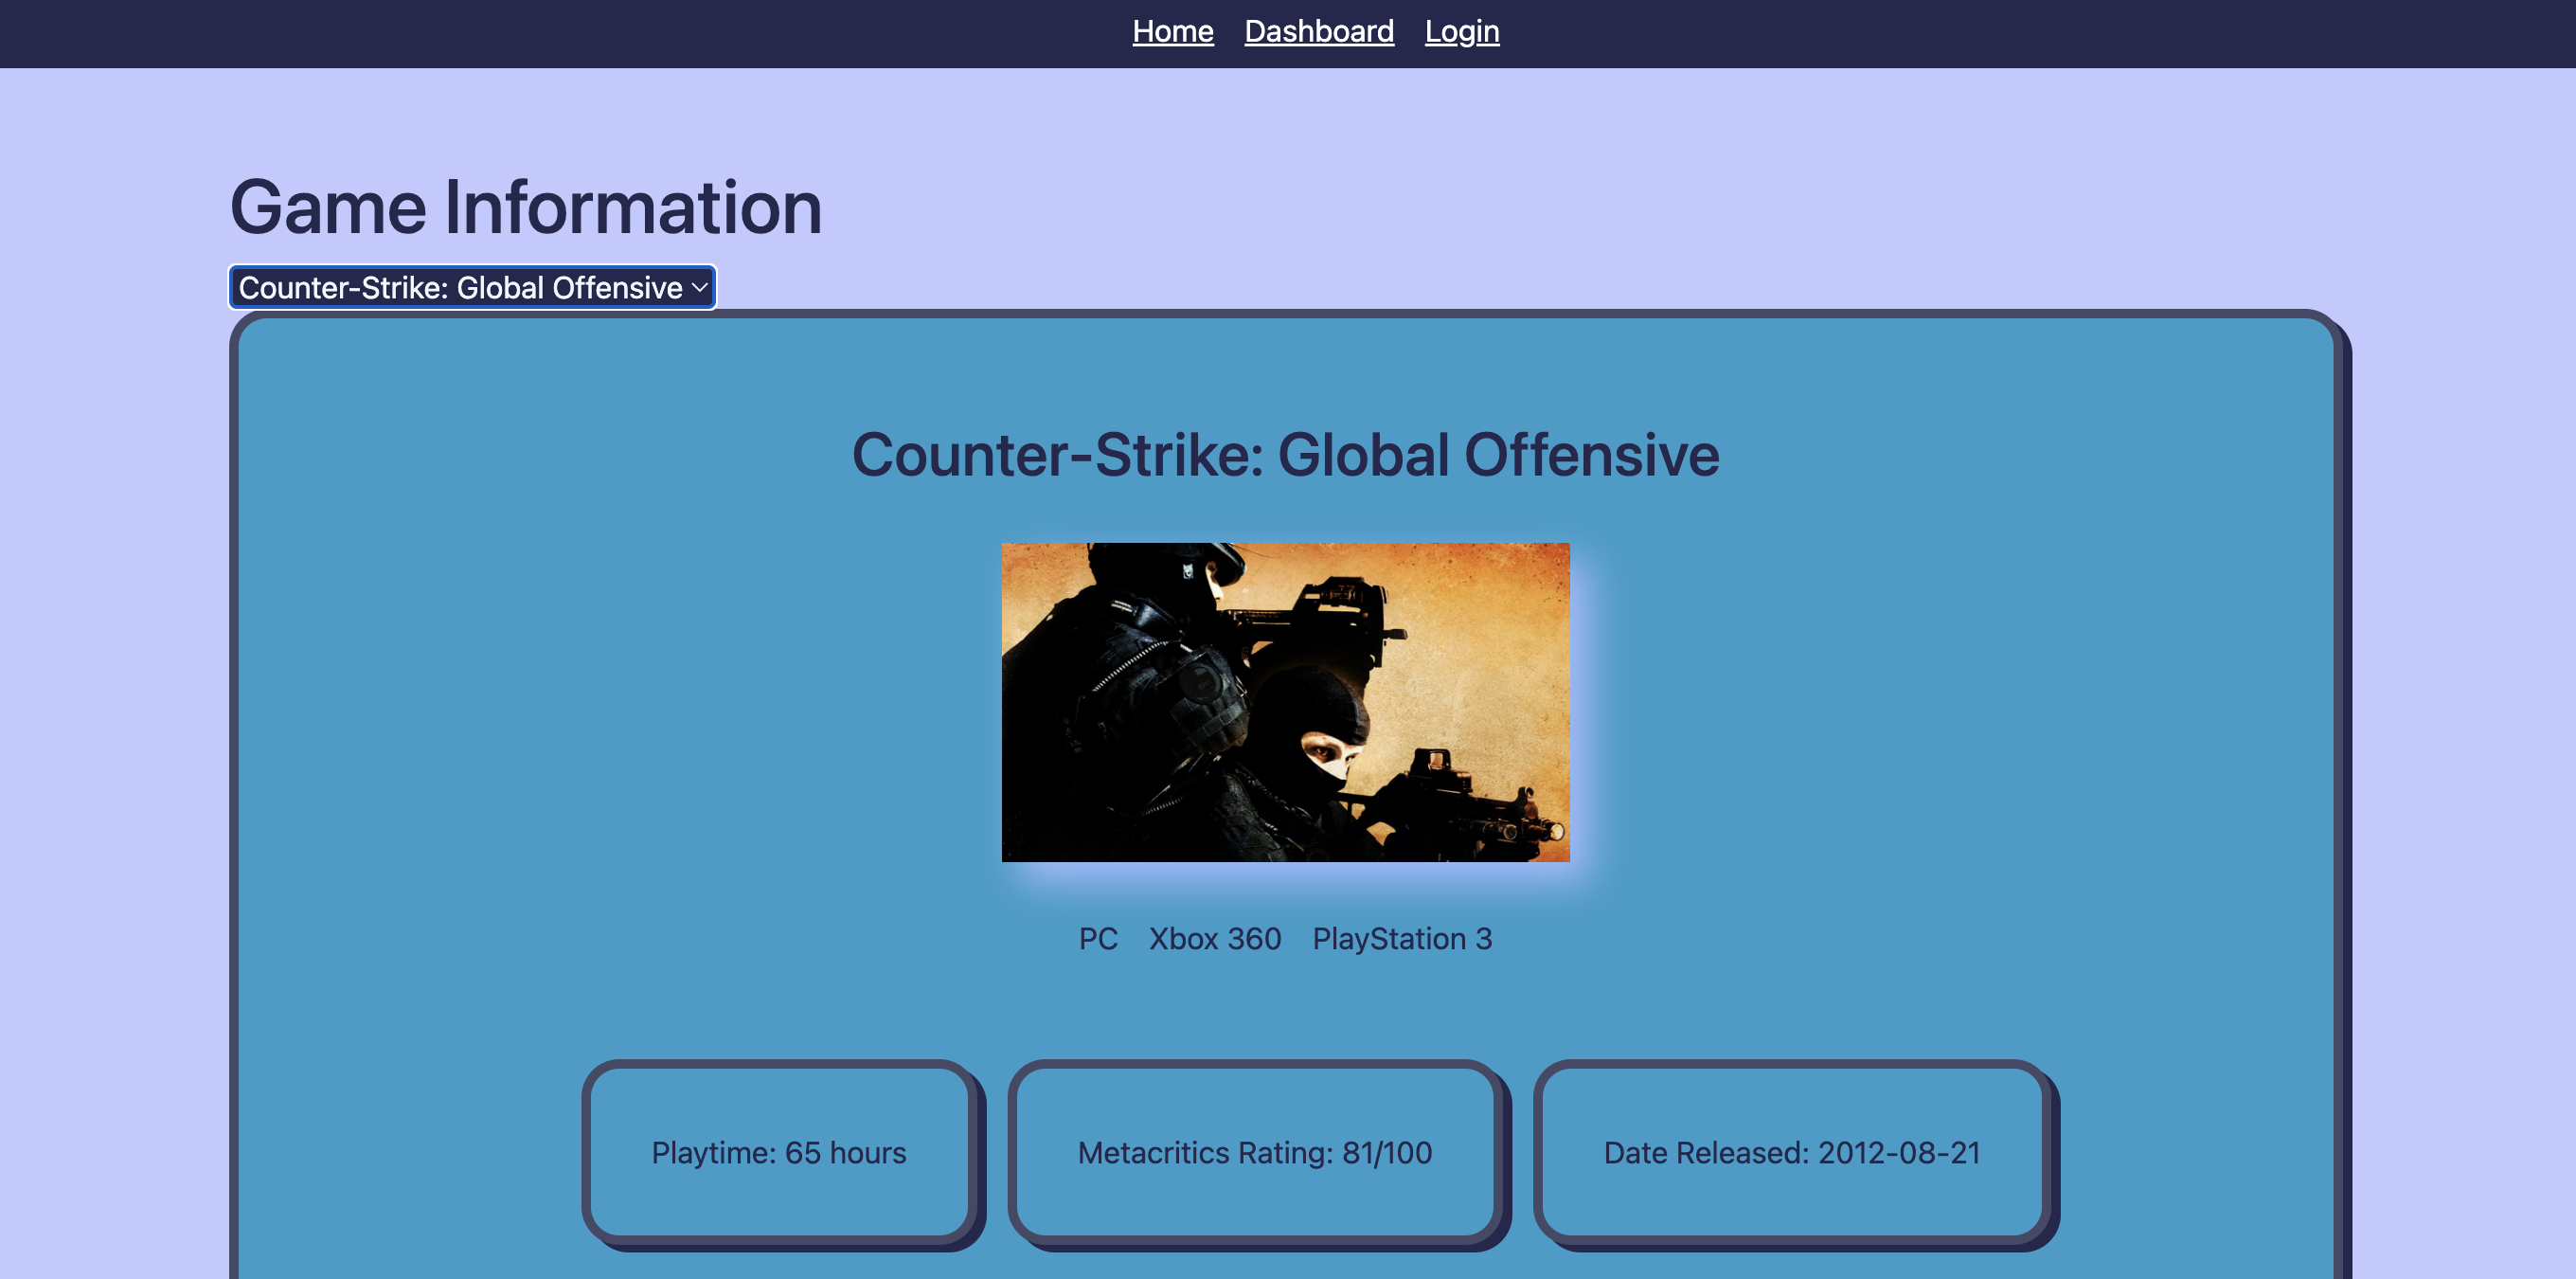 Home Dashboard Login
Game Information
Counter-Strike: Global Offensive
Counter-Strike: Global Offensive
PC Xbox 360 PlayStation 3
Playtime: 65 hours Metacritics Rating: 81/100 Date Released: 2012-08-21